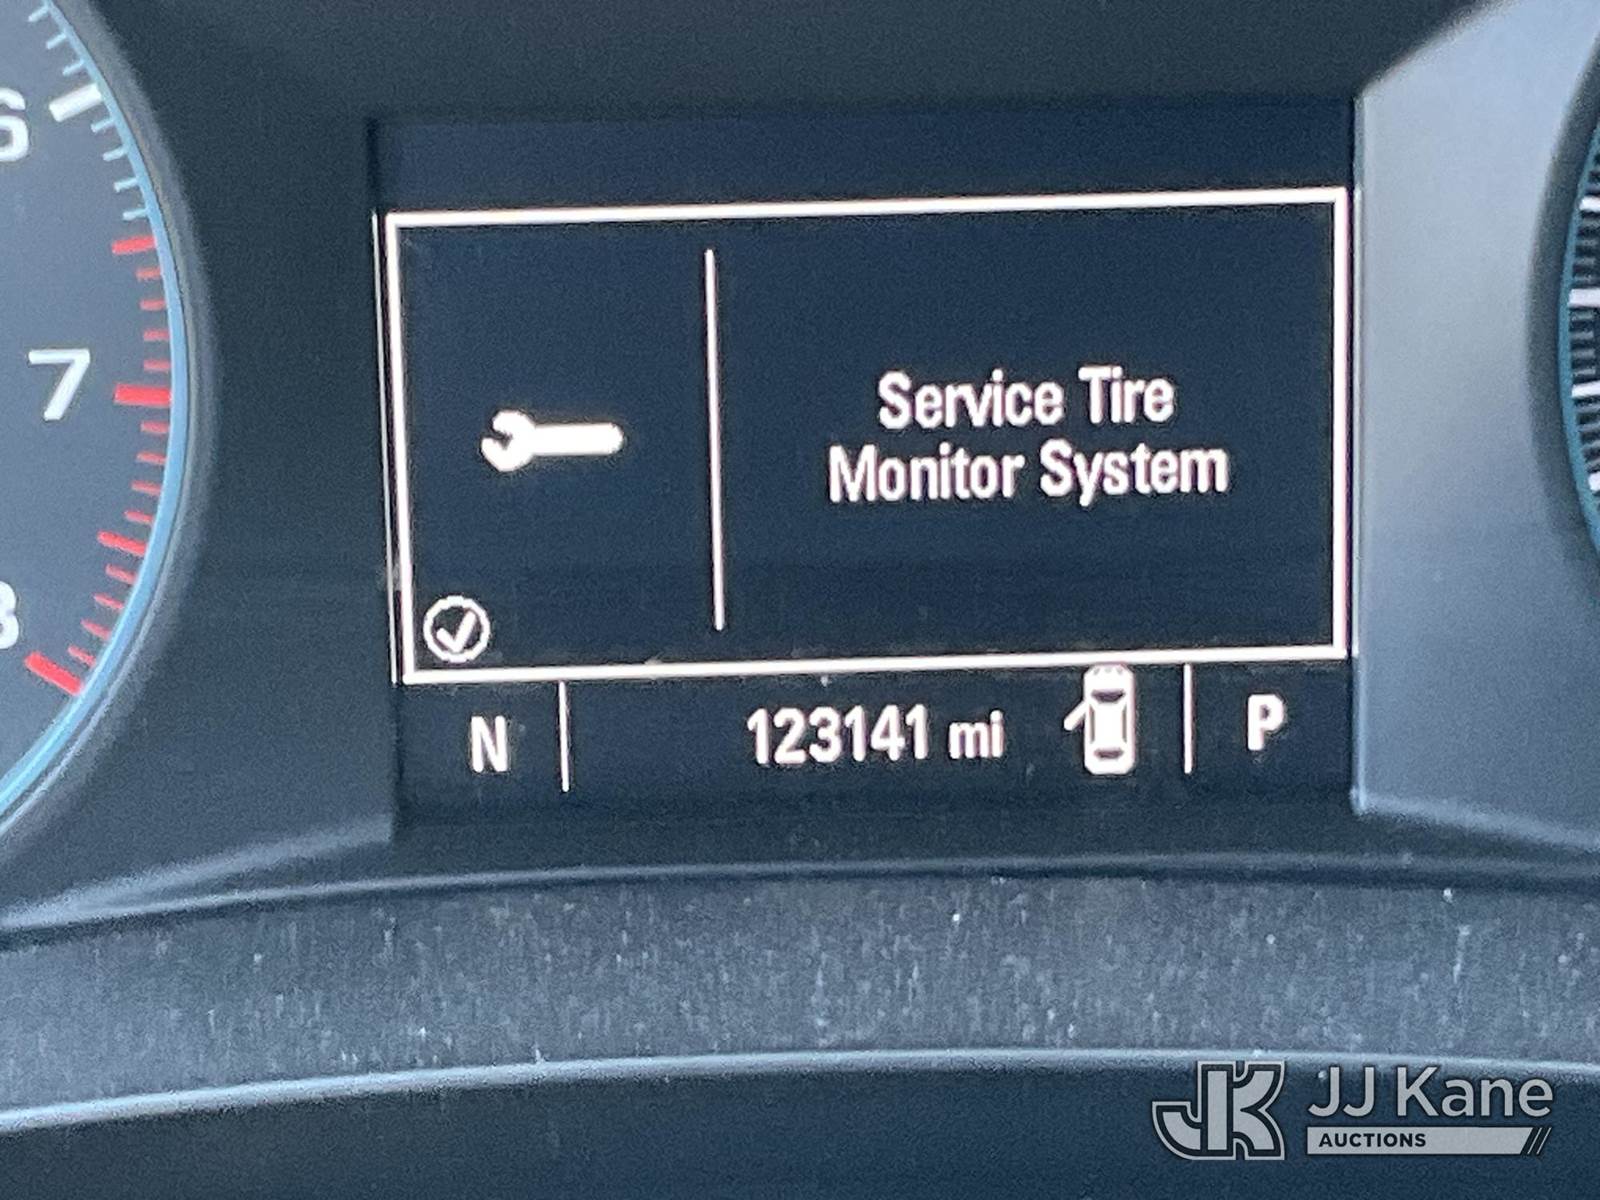 6
7
8
Service Tire
Monitor System
N
123141 mi
P
JJ Kane
AUCTIONS